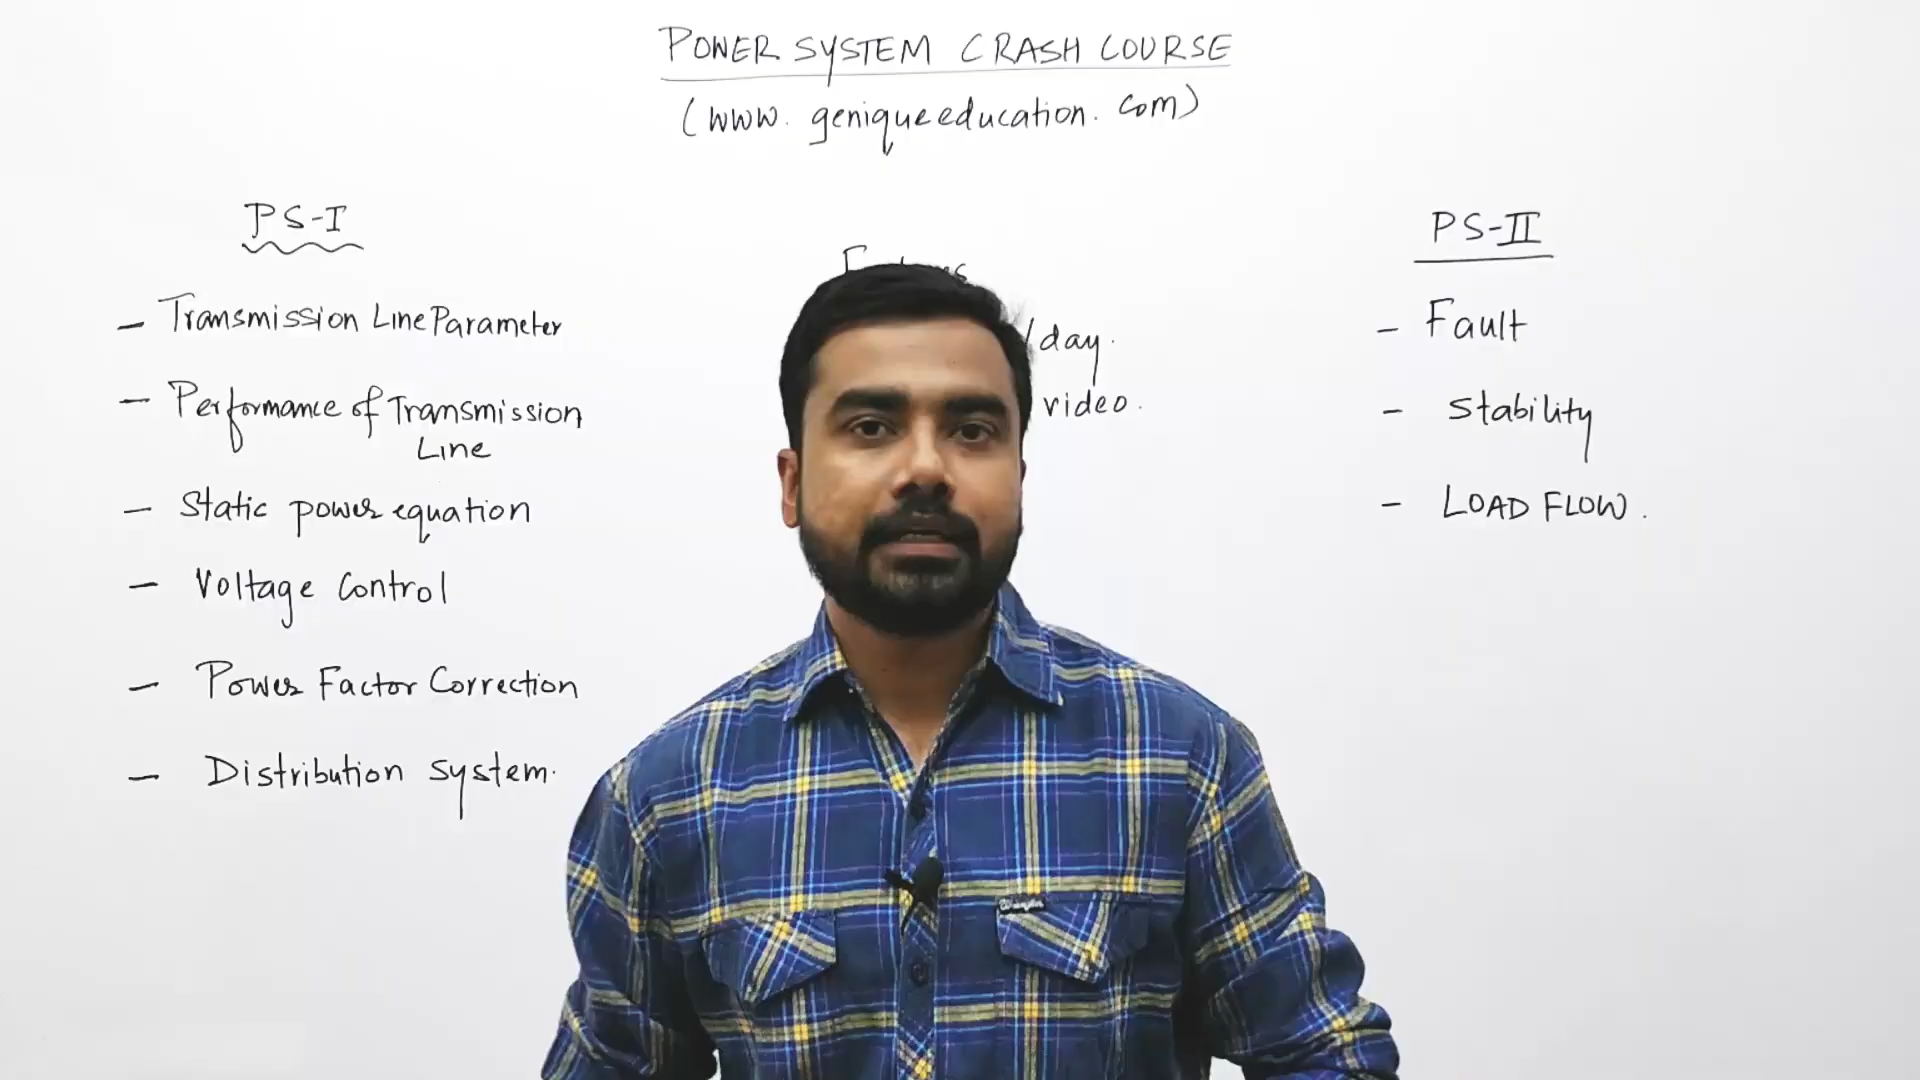 POWER SYSTEM CRASH COURSE
(www. geniqueeducation. com)
PS-I
- Transmission Line Parameter
- Performance of Transmission
Line
- Static power equation
- Voltage Control
- Power Factor Correction
- Distribution system.
/day.
video.
PS-II
- Fault
- Stability
- LOAD FLOW.